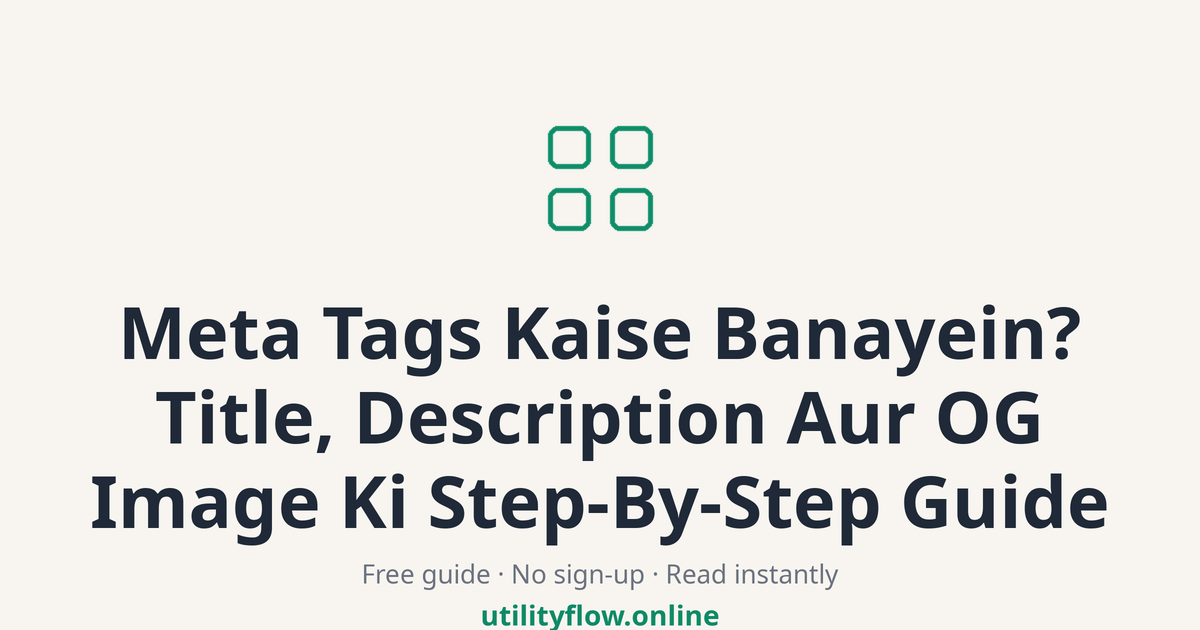 Meta Tags Kaise Banayein?
Title, Description Aur OG
Image Ki Step-By-Step Guide
Free guide · No sign-up · Read instantly
utilityflow.online